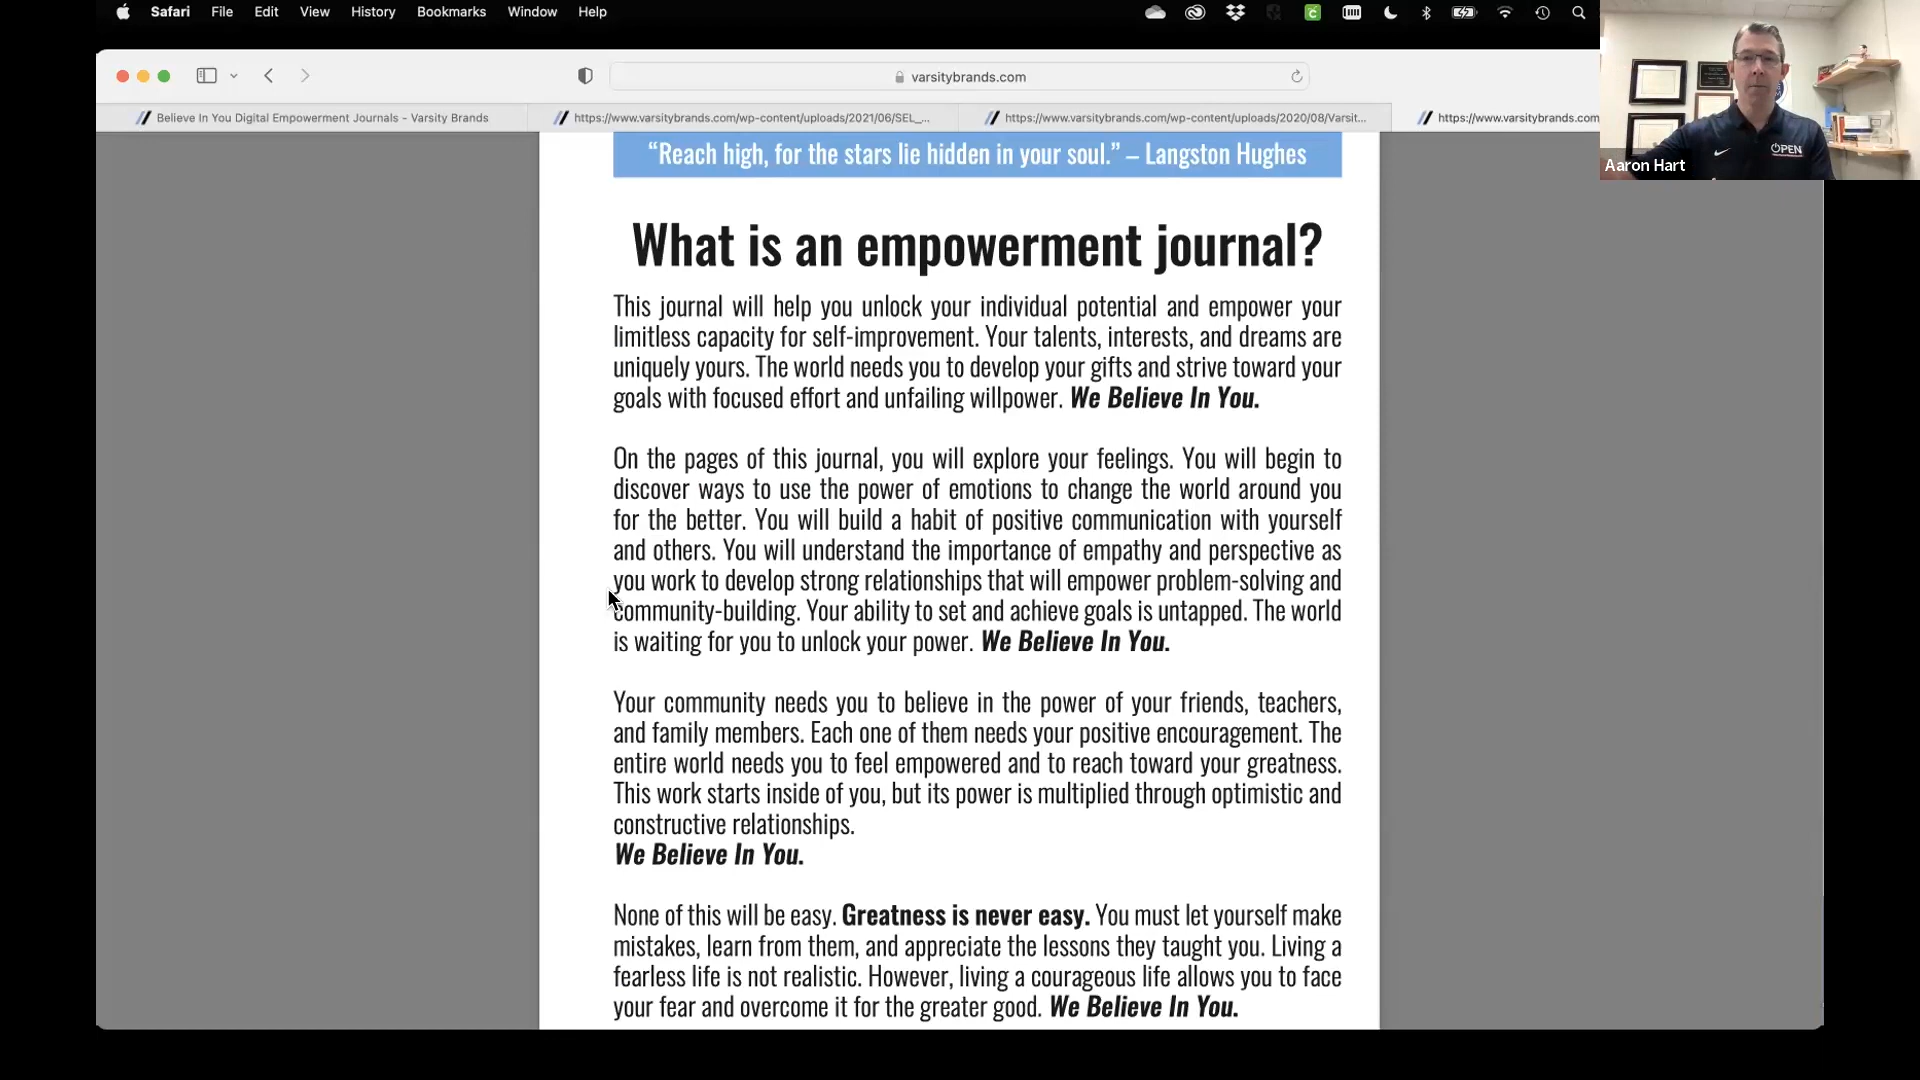 Safari File Edit View History Bookmarks Window Help
varsitybrands.com
Believe In You Digital Empowerment Journals - Varsity Brands
https://www.varsitybrands.com/wp-content/uploads/2021/06/SEL_...
https://www.varsitybrands.com/wp-content/uploads/2020/08/Varsit...
https://www.varsitybrands.com
OPEN
Aaron Hart
“Reach high, for the stars lie hidden in your soul.” – Langston Hughes
What is an empowerment journal?
This journal will help you unlock your individual potential and empower your
limitless capacity for self-improvement. Your talents, interests, and dreams are
uniquely yours. The world needs you to develop your gifts and strive toward your
goals with focused effort and unfailing willpower. We Believe In You.
On the pages of this journal, you will explore your feelings. You will begin to
discover ways to use the power of emotions to change the world around you
for the better. You will build a habit of positive communication with yourself
and others. You will understand the importance of empathy and perspective as
you work to develop strong relationships that will empower problem-solving and
community-building. Your ability to set and achieve goals is untapped. The world
is waiting for you to unlock your power. We Believe In You.
Your community needs you to believe in the power of your friends, teachers,
and family members. Each one of them needs your positive encouragement. The
entire world needs you to feel empowered and to reach toward your greatness.
This work starts inside of you, but its power is multiplied through optimistic and
constructive relationships.
We Believe In You.
None of this will be easy. Greatness is never easy. You must let yourself make
mistakes, learn from them, and appreciate the lessons they taught you. Living a
fearless life is not realistic. However, living a courageous life allows you to face
your fear and overcome it for the greater good. We Believe In You.